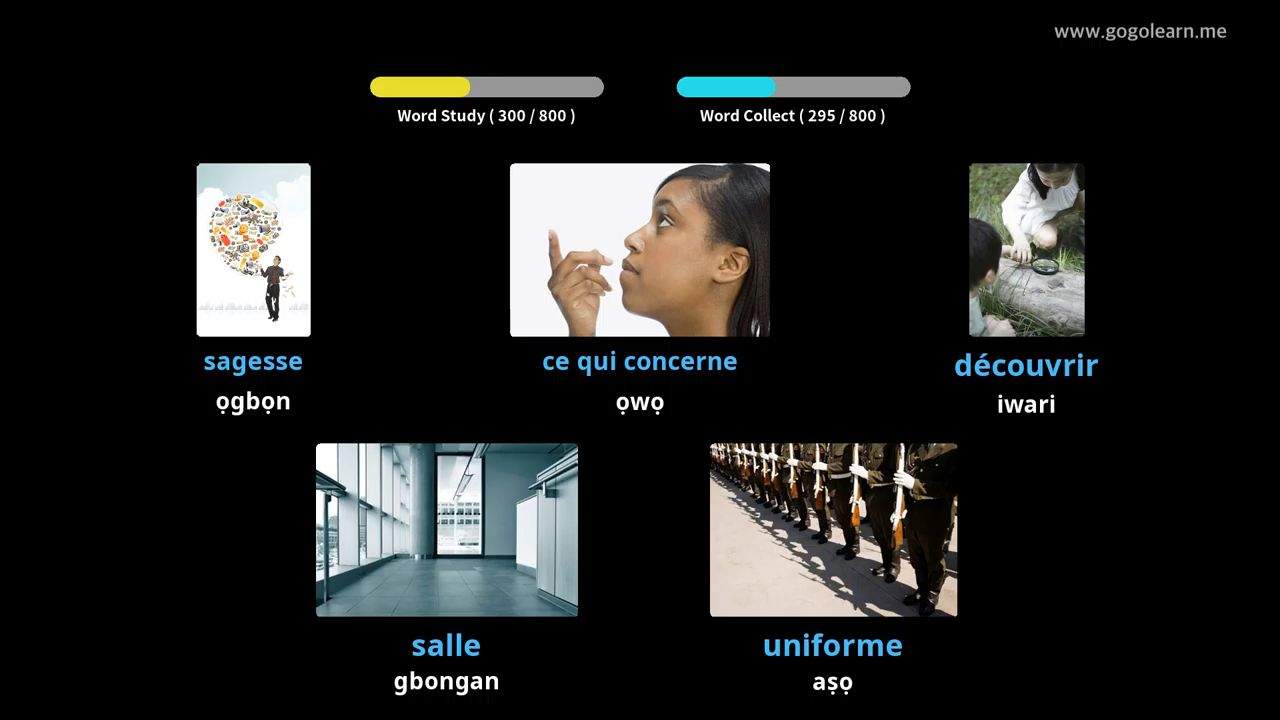 www.gogolearn.me
Word Study ( 300 / 800 )
Word Collect ( 295 / 800 )
sagesse
ọgbọn
ce qui concerne
ọwọ
découvrir
iwari
salle
gbongan
uniforme
aṣọ